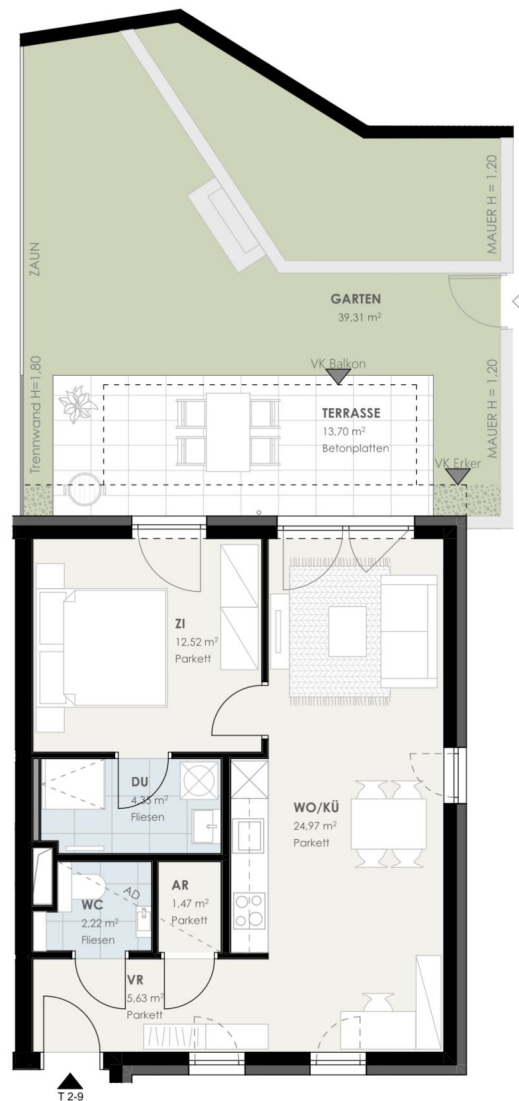 ZAUN
MAUER H = 1,20
GARTEN
39,31 m²
VK Balkon
Trennwand H=1,80
TERRASSE
13,70 m²
Betonplatten
MAUER H = 1,20
VK Erker
ZI
12,52 m²
Parkett
DU
4,35 m²
Fliesen
WO/KÜ
24,97 m²
Parkett
AR
1,47 m²
Parkett
AD
WC
2,22 m²
Fliesen
VR
5,63 m²
Parkett
T 2-9